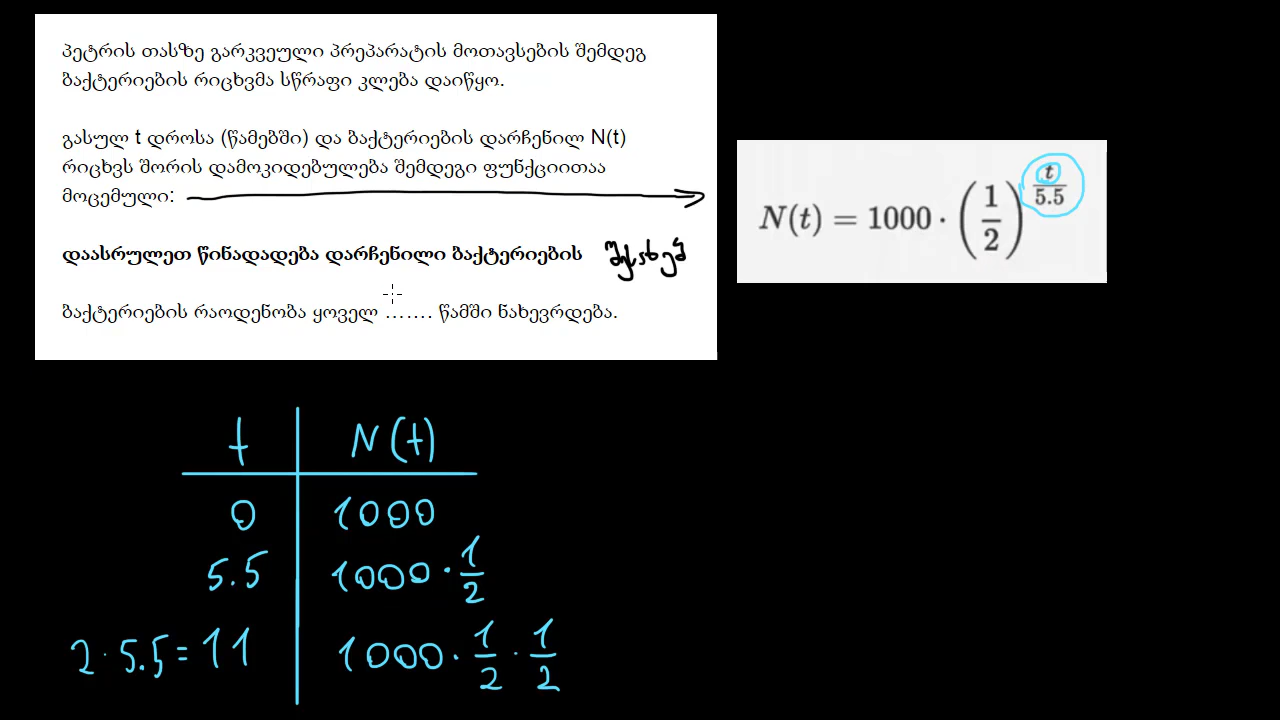 პეტრის თასზე გარკვეული პრეპარატის მოთავსების შემდეგ
ბაქტერიების რიცხვმა სწრაფი კლება დაიწყო.
გასულ t დროსა (წამებში) და ბაქტერიების დარჩენილ N(t)
რიცხვს შორის დამოკიდებულება შემდეგი ფუნქციითაა
მოცემული:
დაასრულეთ წინადადება დარჩენილი ბაქტერიების
ბაქტერიების რაოდენობა ყოველ ....... წამში ნახევრდება.
N(t) = 1000 · (1/2)^(t/5.5)
t N(t)
0 1000
5.5 1000 · 1/2
2 · 5.5 = 11 1000 · 1/2 · 1/2